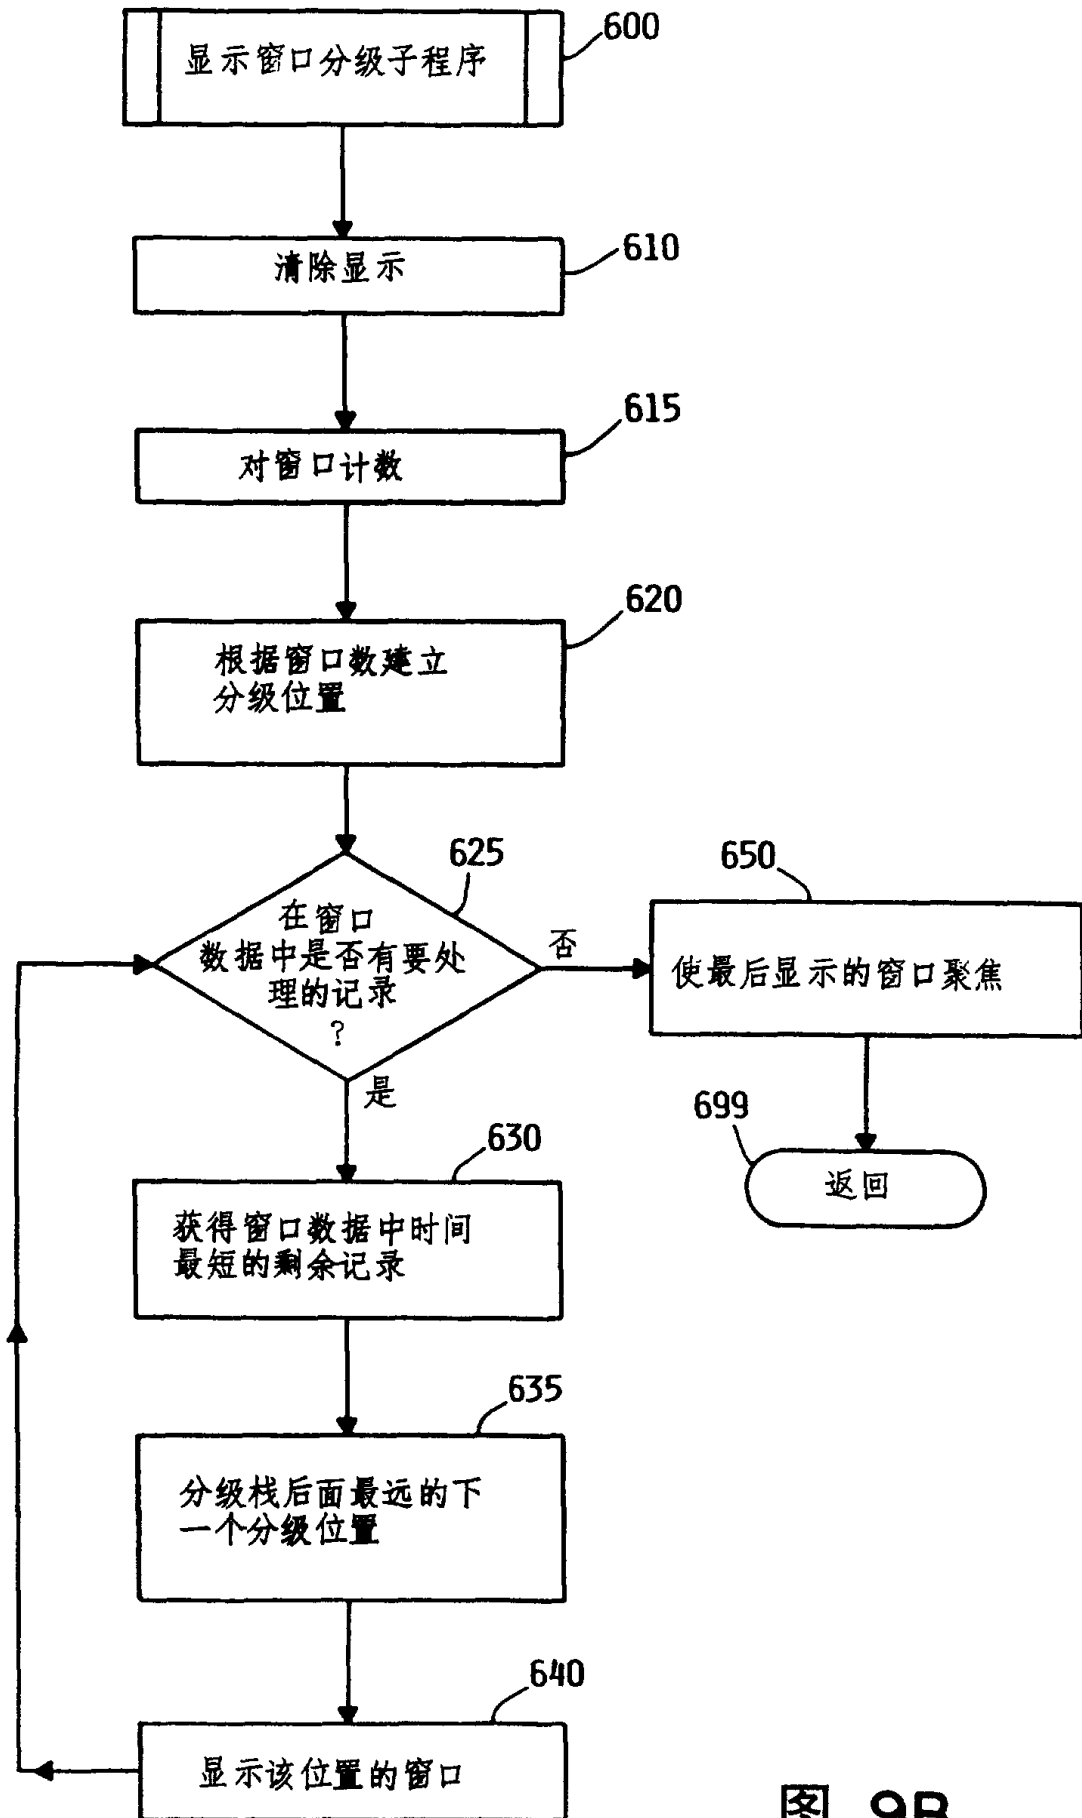 显示窗口分级子程序
600
清除显示
610
对窗口计数
615
根据窗口数建立
分级位置
620
625
在窗口
数据中是否有要处
理的记录
?
否
是
650
使最后显示的窗口聚焦
699
返回
630
获得窗口数据中时间
最短的剩余记录
635
分级栈后面最远的下
一个分级位置
640
显示该位置的窗口
图 9B